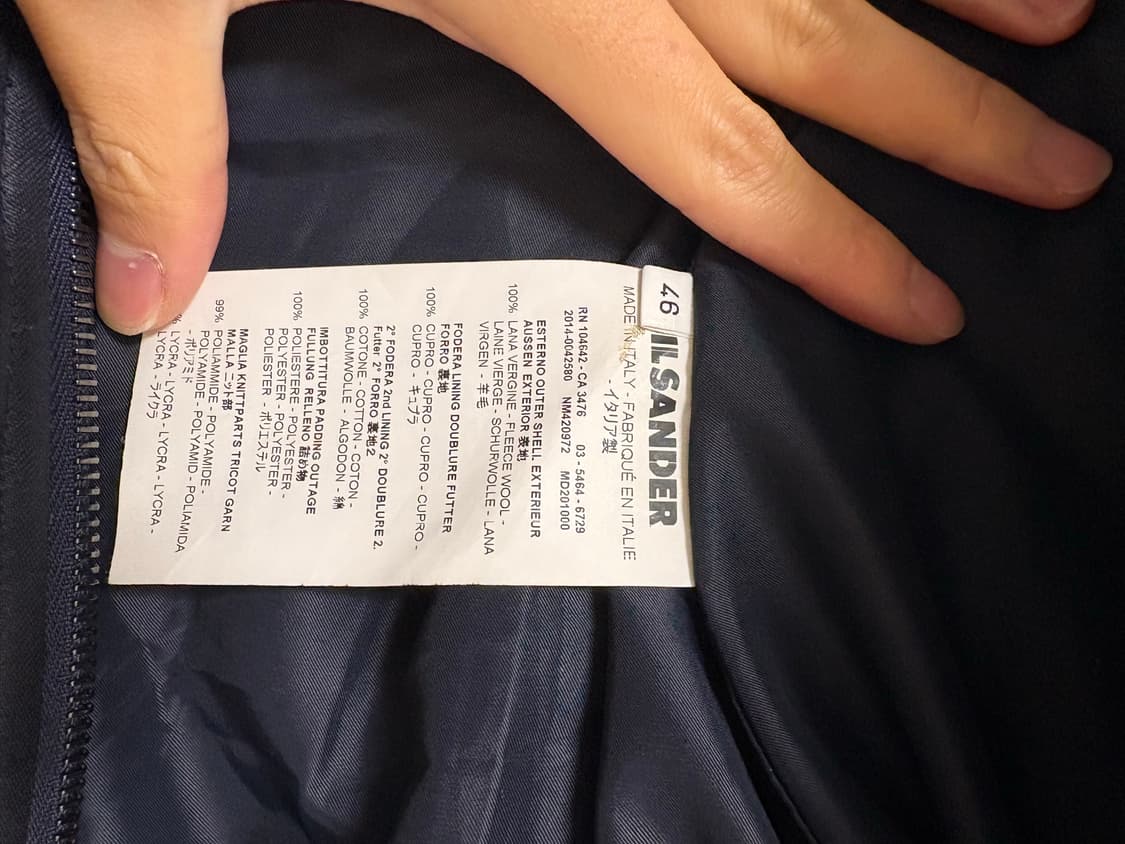 46
ILSANDER
MADE IN ITALY - FABRIQUÉ EN ITALIE
- イタリア製
RN 104642 - CA 3476 03 - 5464 - 6729
2014-0042580 NM420972 MD201000
ESTERNO OUTER SHELL EXTERIEUR
AUSSEN EXTERIOR 表地
100% LANA VERGINE - FLEECE WOOL -
LAINE VIERGE - SCHURWOLLE - LANA
VIRGEN - 羊毛
FODERA LINING DOUBLURE FUTTER
FORRO 裏地
100% CUPRO - CUPRO - CUPRO - CUPRO -
CUPRO - キュプラ
2° FODERA 2nd LINING 2° DOUBLURE 2.
Futter 2° FORRO 裏地2
100% COTONE - COTTON - COTON -
BAUMWOLLE - ALGODON - 綿
IMBOTTITURA PADDING OUTAGE
FULLUNG RELLENO 詰め物
100% POLIESTERE - POLYESTER -
POLYESTER - POLYESTER -
POLIESTER - ポリエステル
MAGLIA KNITTPARTS TRICOT GARN
MALLA ニット部
99% POLIAMMIDE - POLYAMIDE -
POLYAMIDE - POLYAMID - POLIAMIDA
- ポリアミド
% LYCRA - LYCRA - LYCRA - LYCRA -
LYCRA - ライクラ